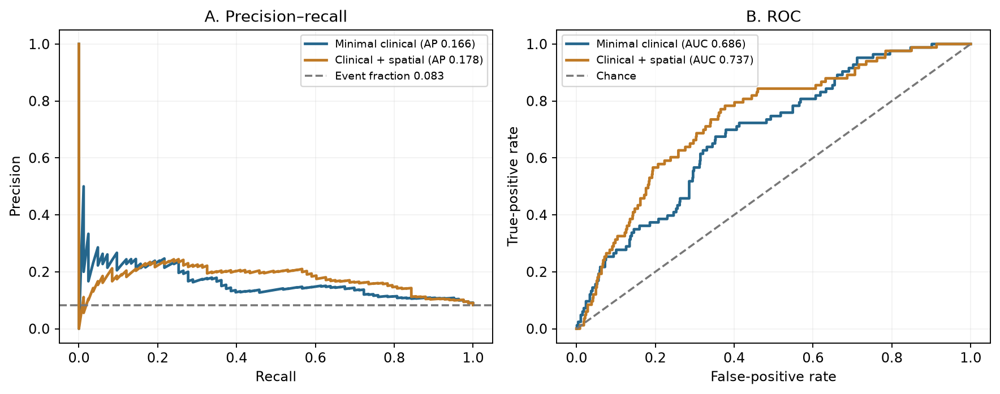 A. Precision–recall
Minimal clinical (AP 0.166)
Clinical + spatial (AP 0.178)
Event fraction 0.083
1.0
0.8
0.6
0.4
0.2
0.0
Precision
0.0 0.2 0.4 0.6 0.8 1.0
Recall
B. ROC
Minimal clinical (AUC 0.686)
Clinical + spatial (AUC 0.737)
Chance
1.0
0.8
0.6
0.4
0.2
0.0
True-positive rate
0.0 0.2 0.4 0.6 0.8 1.0
False-positive rate